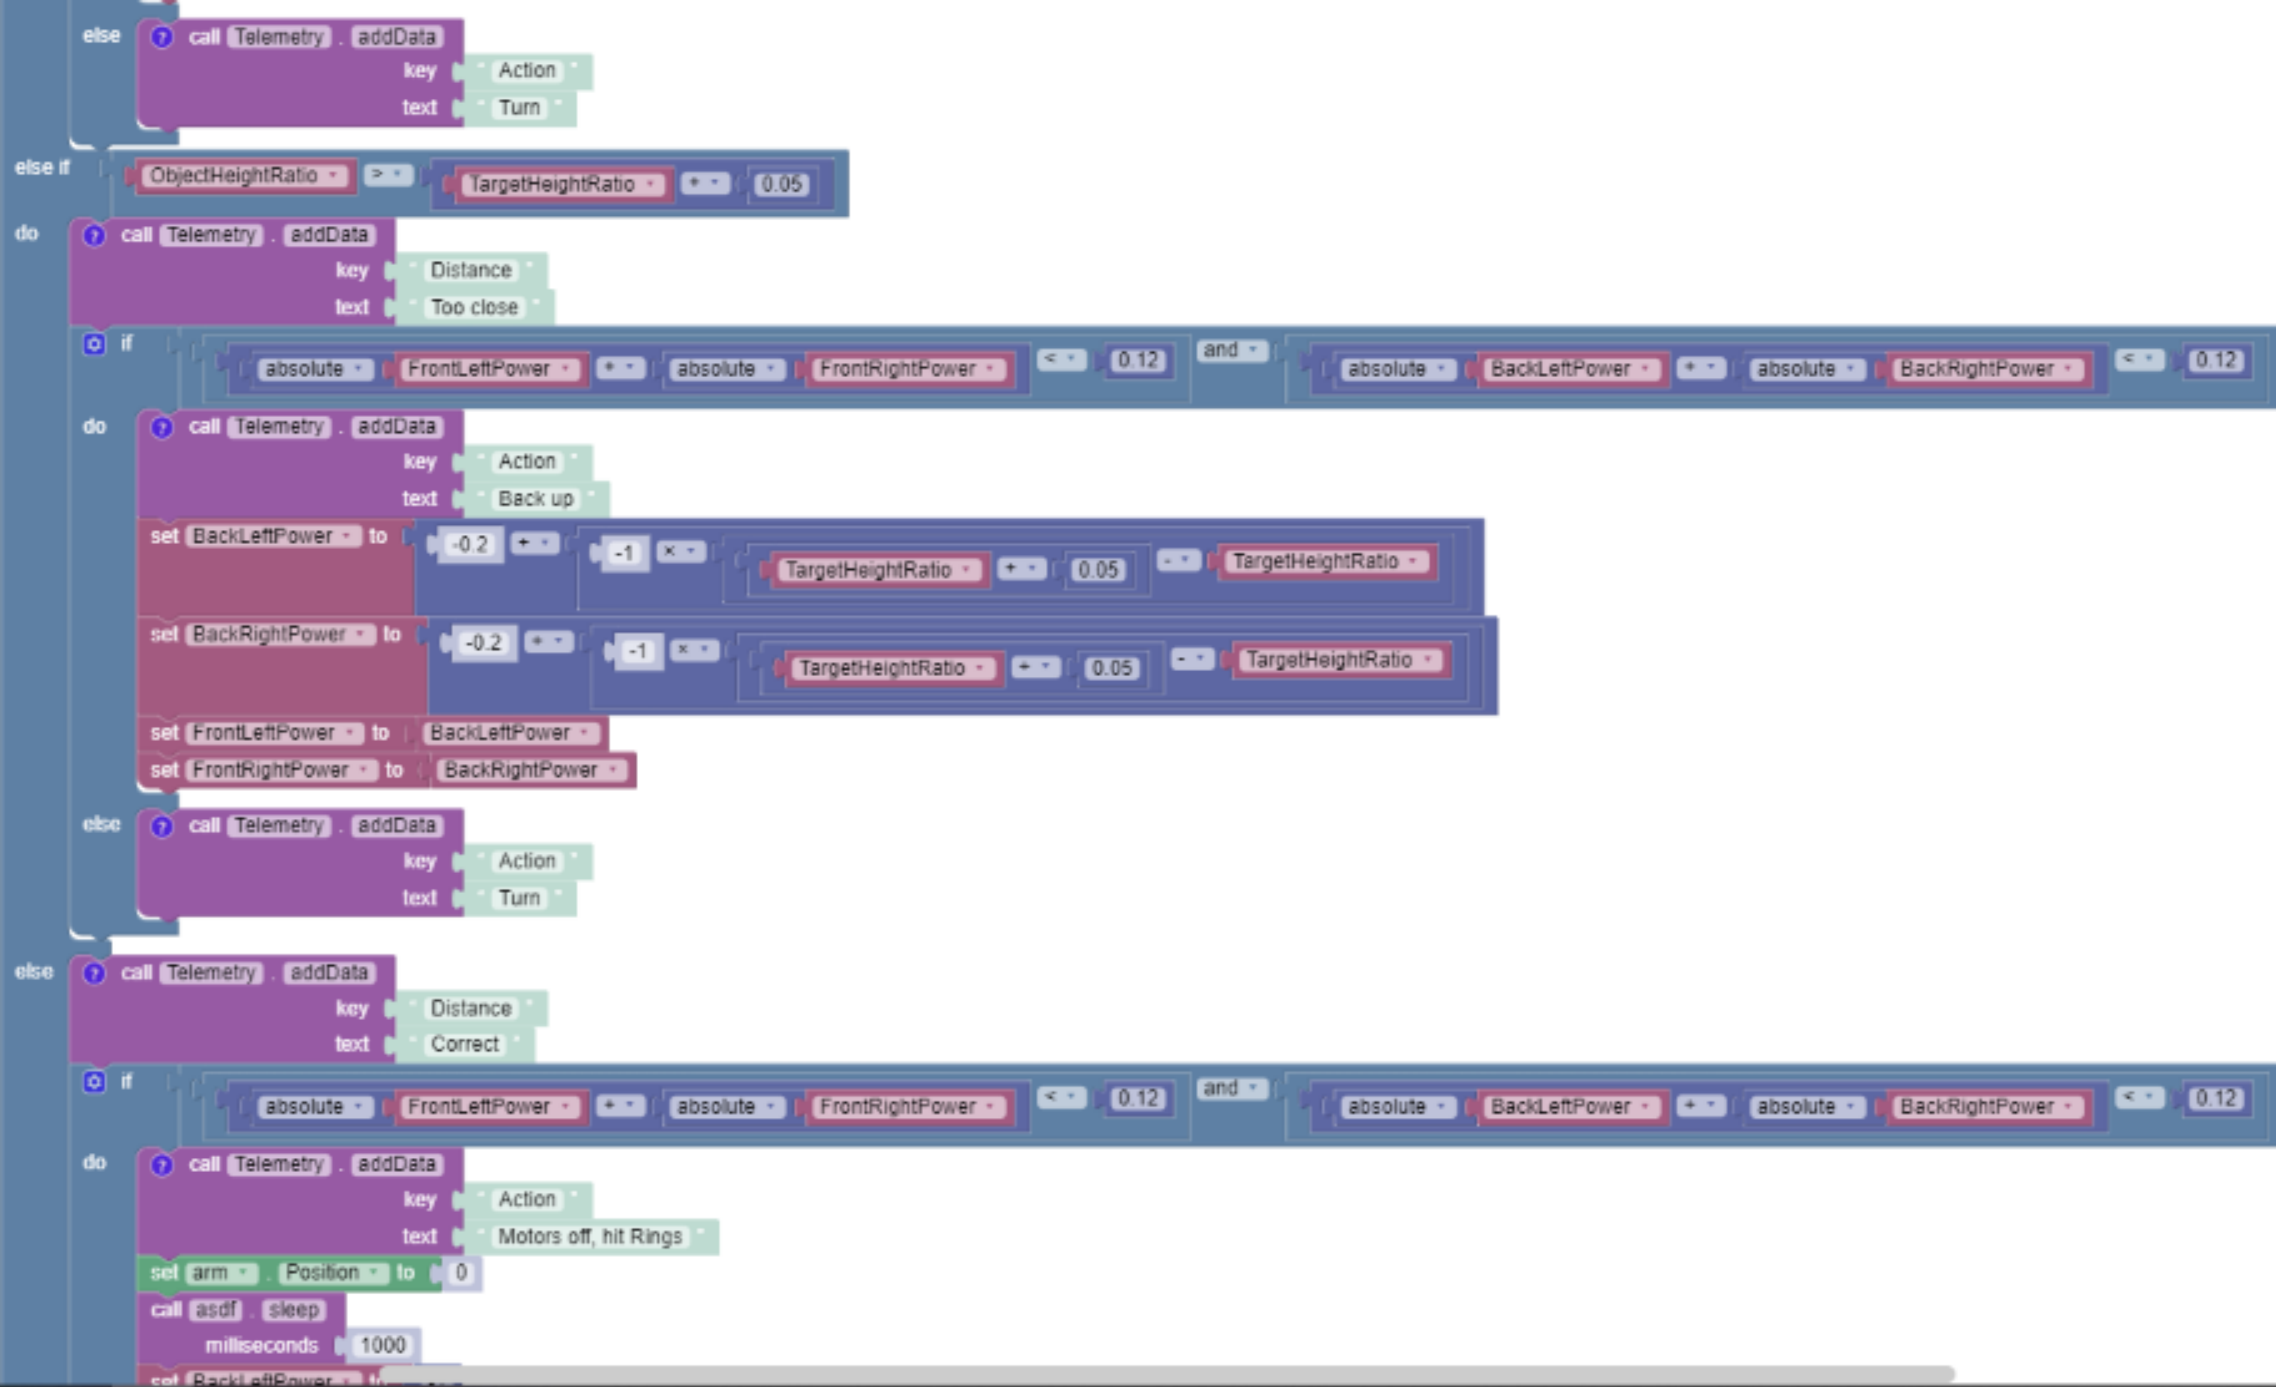 else call Telemetry . addData
key " Action "
text " Turn "
else if ObjectHeightRatio > TargetHeightRatio + 0.05
do call Telemetry . addData
key " Distance "
text " Too close "
if absolute FrontLeftPower + absolute FrontRightPower < 0.12 and absolute BackLeftPower + absolute BackRightPower < 0.12
do call Telemetry . addData
key " Action "
text " Back up "
set BackLeftPower to -0.2 + -1 × TargetHeightRatio + 0.05 - TargetHeightRatio
set BackRightPower to -0.2 + -1 × TargetHeightRatio + 0.05 - TargetHeightRatio
set FrontLeftPower to BackLeftPower
set FrontRightPower to BackRightPower
else call Telemetry . addData
key " Action "
text " Turn "
else call Telemetry . addData
key " Distance "
text " Correct "
if absolute FrontLeftPower + absolute FrontRightPower < 0.12 and absolute BackLeftPower + absolute BackRightPower < 0.12
do call Telemetry . addData
key " Action "
text " Motors off, hit Rings "
set arm . Position to 0
call asdf . sleep
milliseconds 1000
set BackLeftPower to